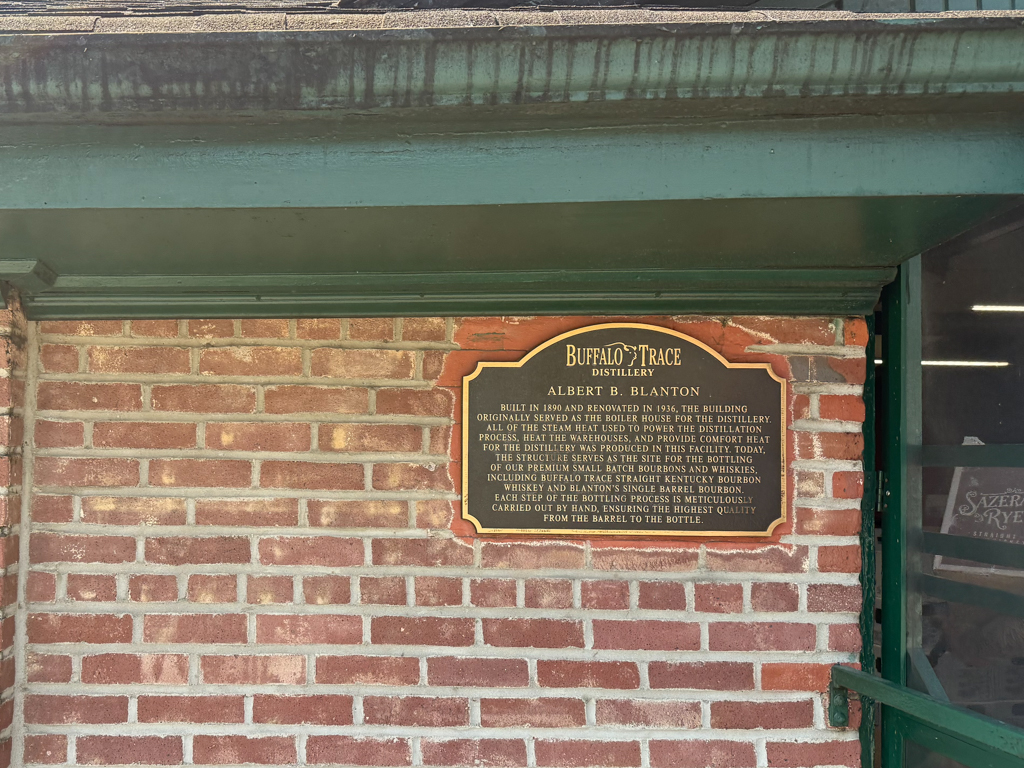 BUFFALO TRACE
DISTILLERY
ALBERT B. BLANTON
BUILT IN 1890 AND RENOVATED IN 1936, THE BUILDING
ORIGINALLY SERVED AS THE BOILER HOUSE FOR THE DISTILLERY.
ALL OF THE STEAM HEAT USED TO POWER THE DISTILLATION
PROCESS, HEAT THE WAREHOUSES, AND PROVIDE COMFORT HEAT
FOR THE DISTILLERY WAS PRODUCED IN THIS FACILITY. TODAY,
THE STRUCTURE SERVES AS THE SITE FOR THE BOTTLING
OF OUR PREMIUM SMALL BATCH BOURBONS AND WHISKIES,
INCLUDING BUFFALO TRACE STRAIGHT KENTUCKY BOURBON
WHISKEY AND BLANTON'S SINGLE BARREL BOURBON.
EACH STEP OF THE BOTTLING PROCESS IS METICULOUSLY
CARRIED OUT BY HAND, ENSURING THE HIGHEST QUALITY
FROM THE BARREL TO THE BOTTLE.
SAZERA
RYE
STRAIGHT